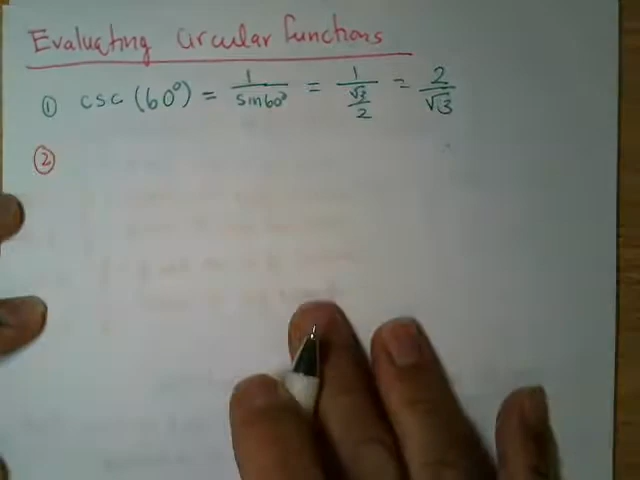 Evaluating Circular Functions
① csc (60°) = 1/sin60° = 1/(√3/2) = 2/√3
②